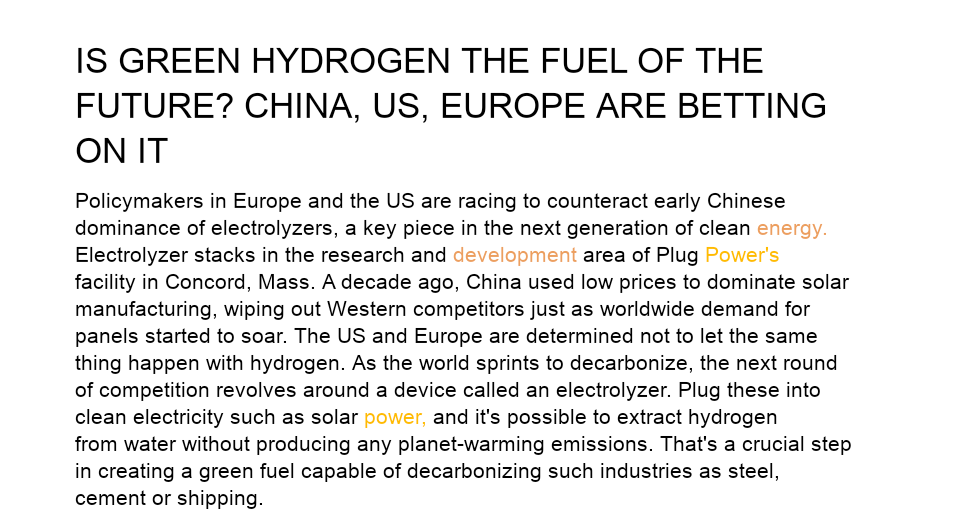 IS GREEN HYDROGEN THE FUEL OF THE
FUTURE? CHINA, US, EUROPE ARE BETTING
ON IT
Policymakers in Europe and the US are racing to counteract early Chinese
dominance of electrolyzers, a key piece in the next generation of clean energy.
Electrolyzer stacks in the research and development area of Plug Power's
facility in Concord, Mass. A decade ago, China used low prices to dominate solar
manufacturing, wiping out Western competitors just as worldwide demand for
panels started to soar. The US and Europe are determined not to let the same
thing happen with hydrogen. As the world sprints to decarbonize, the next round
of competition revolves around a device called an electrolyzer. Plug these into
clean electricity such as solar power, and it's possible to extract hydrogen
from water without producing any planet-warming emissions. That's a crucial step
in creating a green fuel capable of decarbonizing such industries as steel,
cement or shipping.